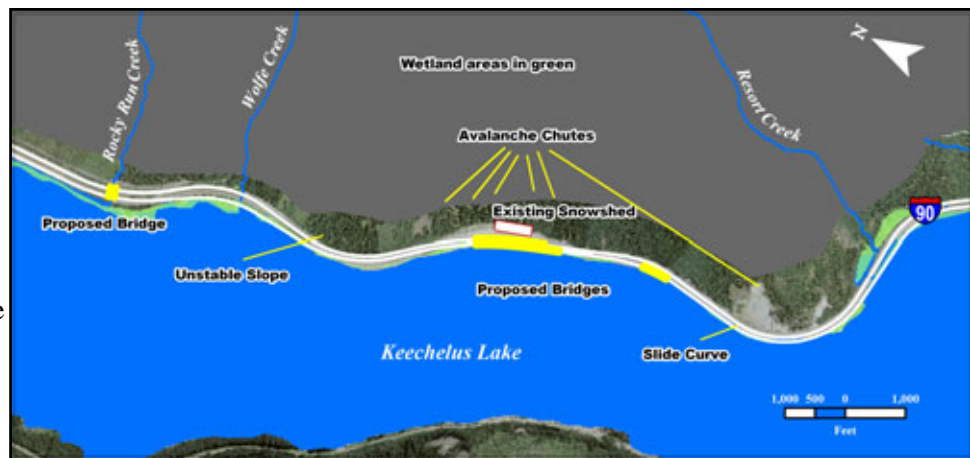 Rocky Run Creek
Wolfe Creek
Wetland areas in green
Resort Creek
N
Avalanche Chutes
Existing Snowshed
90
Proposed Bridge
Unstable Slope
Proposed Bridges
e
Keechelus Lake
Slide Curve
1,000 500 0 1,000
Feet